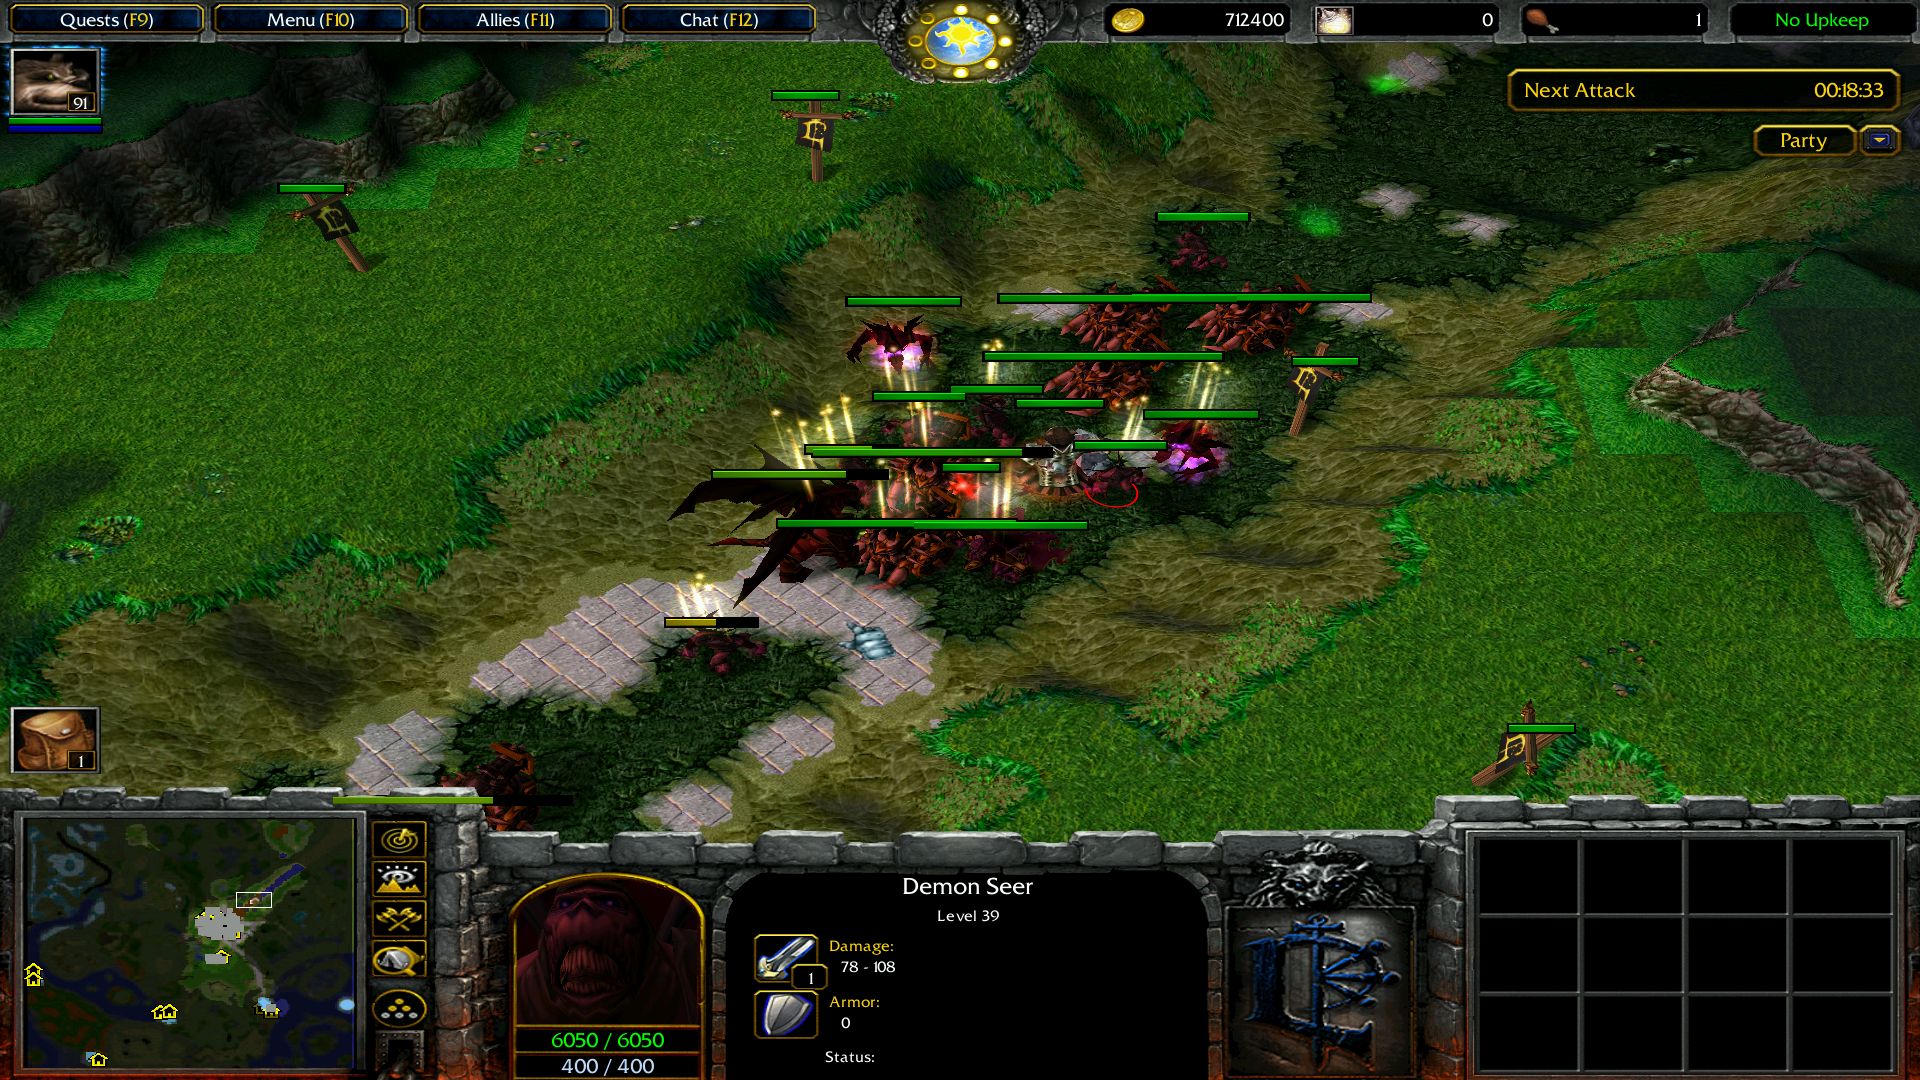 Quests (F9)
Menu (F10)
Allies (F11)
Chat (F12)
712400
0
1
No Upkeep
91
Next Attack 00:18:33
Party
1
Demon Seer
Level 39
Damage:
78 - 108
1
Armor:
0
Status:
6050 / 6050
400 / 400